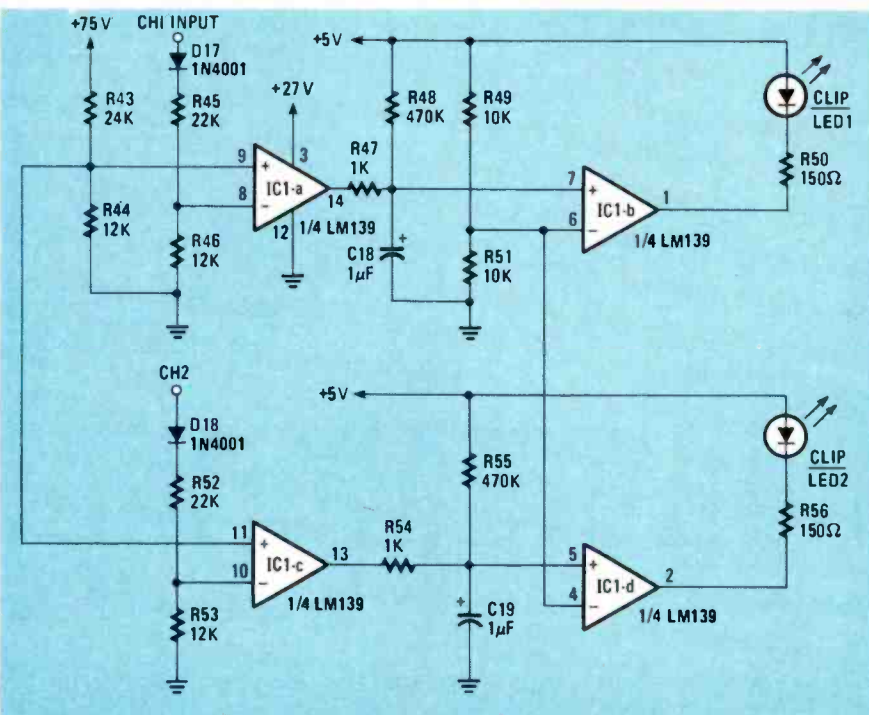 +75 V
CHI INPUT
D17
1N4001
+5V
R43
24K
R45
22K
+27 V
R48
470K
R49
10K
CLIP
LED1
R47
1K
9
+
3
IC1-a
8
−
14
12
1/4 LM139
R50
150Ω
7
+
IC1-b
1
6
−
1/4 LM139
R44
12K
R46
12K
C18
1μF
+
R51
10K
CH2
D18
1N4001
+5V
R52
22K
R55
470K
CLIP
LED2
R54
1K
11
+
13
IC1-c
10
−
1/4 LM139
R56
150Ω
5
+
IC1-d
2
4
−
1/4 LM139
R53
12K
+
C19
1μF